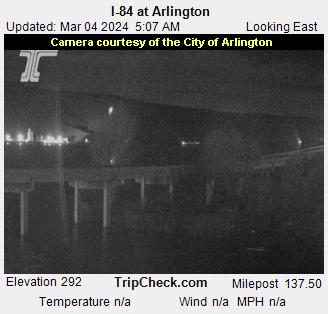 I-84 at Arlington
Updated: Mar 04 2024 5:07 AM Looking East
Camera courtesy of the City of Arlington
Elevation 292 TripCheck.com Milepost 137.50
Temperature n/a Wind n/a MPH n/a